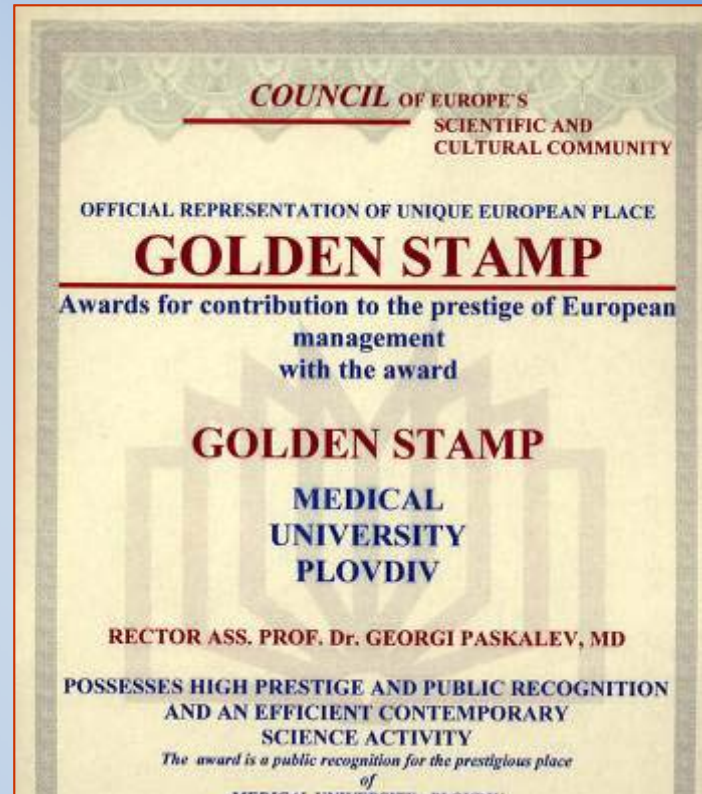 COUNCIL OF EUROPE`S
SCIENTIFIC AND
CULTURAL COMMUNITY
OFFICIAL REPRESENTATION OF UNIQUE EUROPEAN PLACE
GOLDEN STAMP
Awards for contribution to the prestige of European
management
with the award
GOLDEN STAMP
MEDICAL
UNIVERSITY
PLOVDIV
RECTOR ASS. PROF. Dr. GEORGI PASKALEV, MD
POSSESSES HIGH PRESTIGE AND PUBLIC RECOGNITION
AND AN EFFICIENT CONTEMPORARY
SCIENCE ACTIVITY
The award is a public recognition for the prestigious place
of